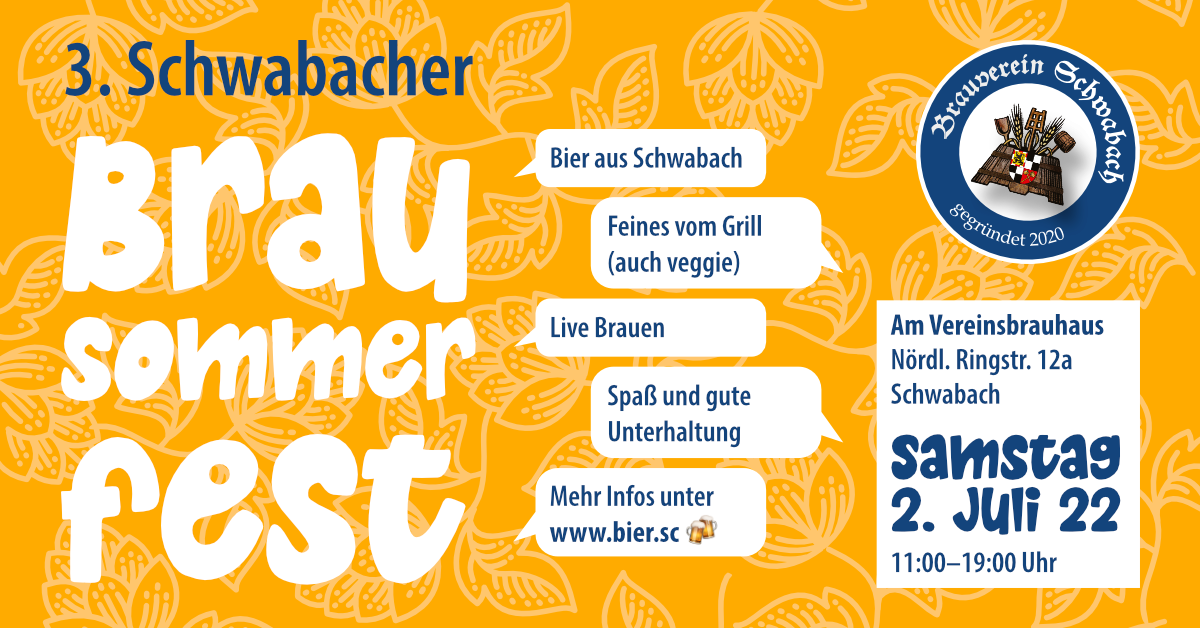 3. Schwabacher
Brau
sommer
fest
Bier aus Schwabach
Feines vom Grill
(auch veggie)
Live Brauen
Spaß und gute
Unterhaltung
Mehr Infos unter
www.bier.sc 🍻
Brauverein Schwabach
gegründet 2020
Am Vereinsbrauhaus
Nördl. Ringstr. 12a
Schwabach
Samstag
2. Juli 22
11:00–19:00 Uhr